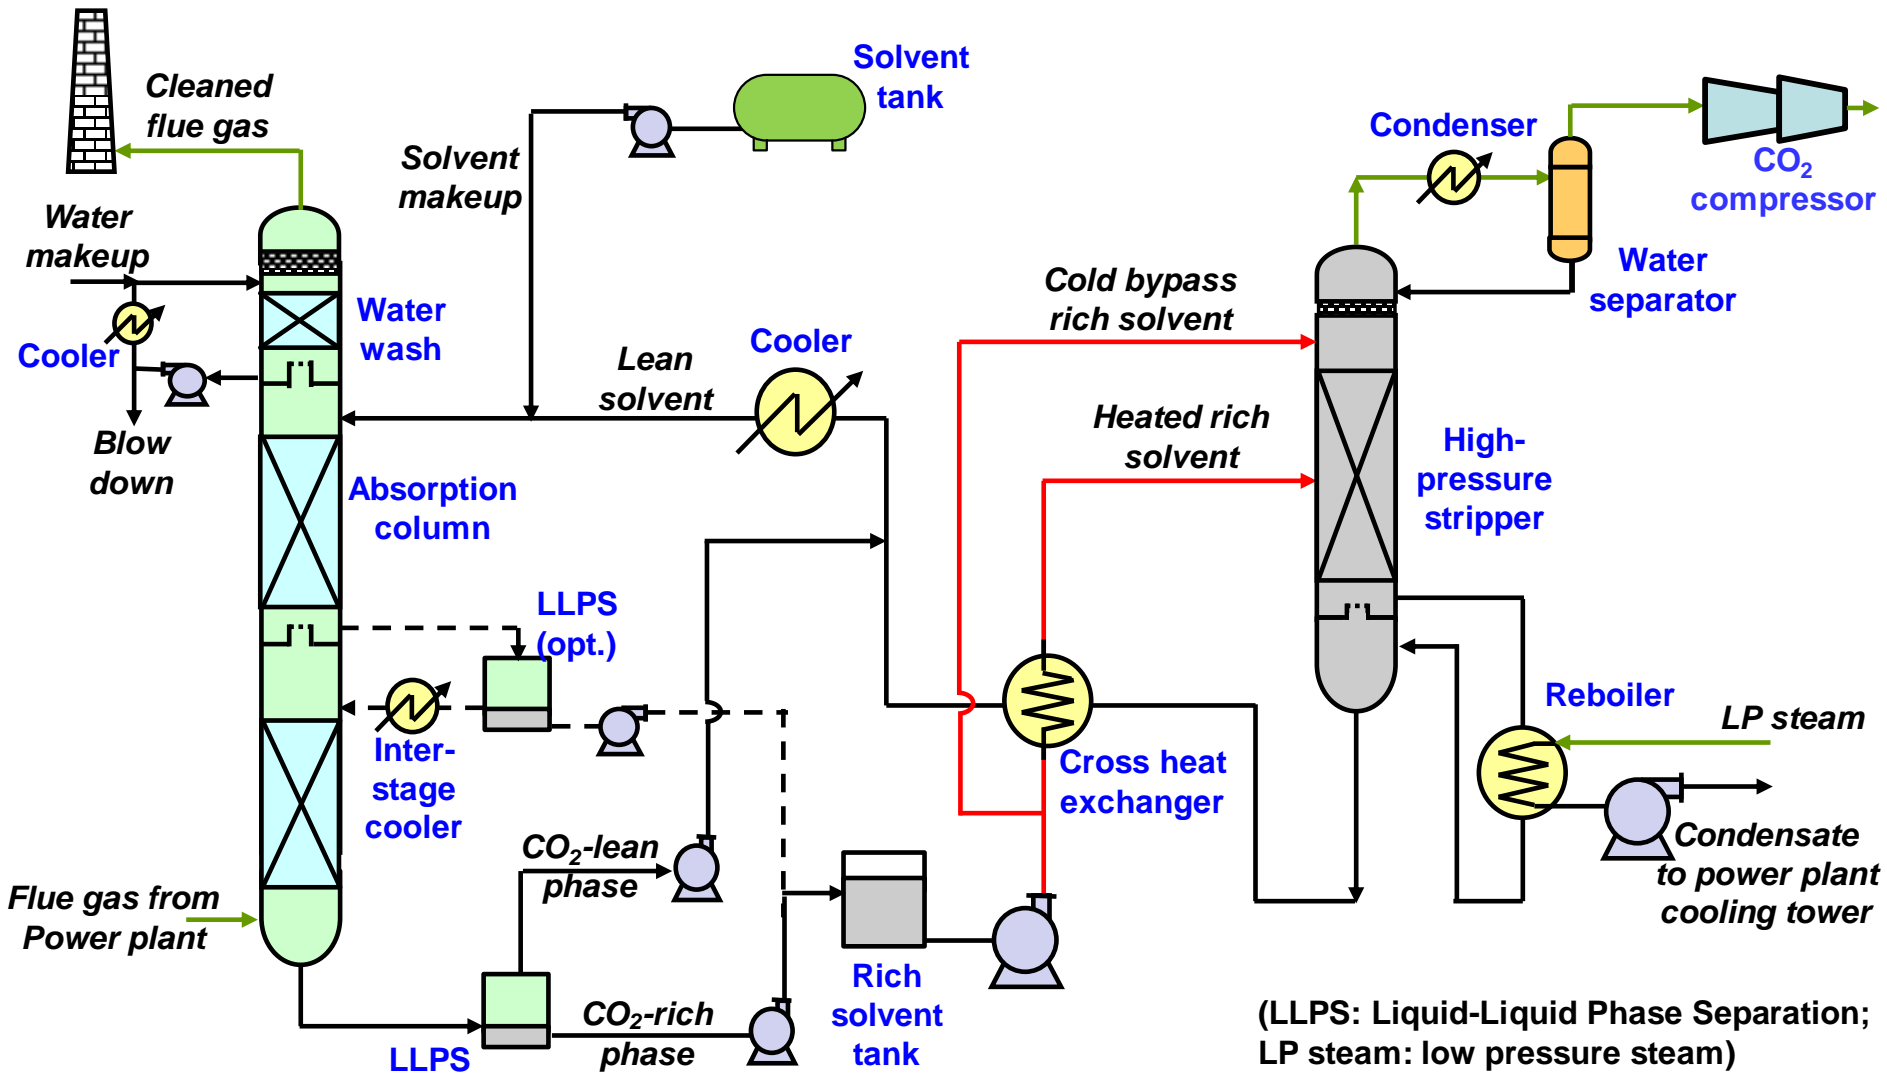 Cleaned
flue gas
Solvent
tank
Condenser
CO₂
compressor
Solvent
makeup
Water
makeup
Water
separator
Cold bypass
rich solvent
Water
wash
Cooler
Cooler
Lean
solvent
Heated rich
solvent
Blow
down
High-
pressure
stripper
Absorption
column
LLPS
(opt.)
Reboiler
LP steam
Inter-
stage
cooler
Cross heat
exchanger
CO₂-lean
phase
Condensate
to power plant
cooling tower
Flue gas from
Power plant
Rich
solvent
tank
CO₂-rich
phase
LLPS
(LLPS: Liquid-Liquid Phase Separation;
LP steam: low pressure steam)